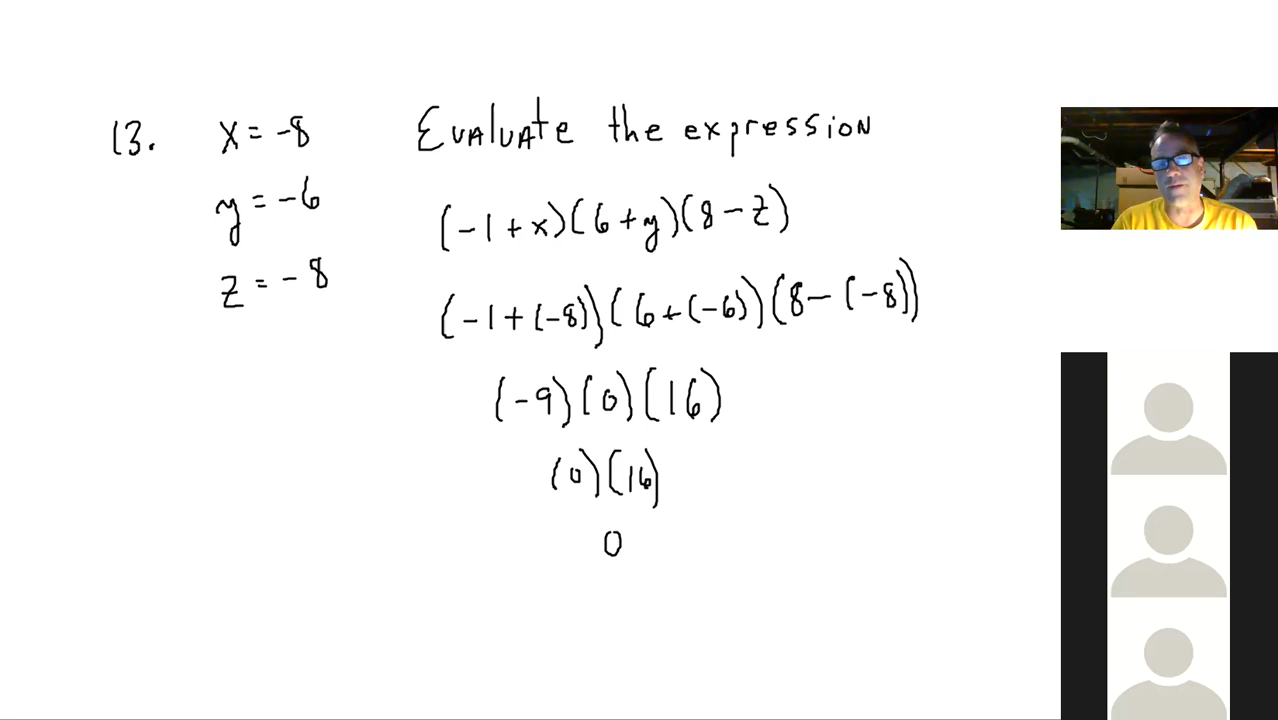 13. x = -8 Evaluate the expression
y = -6 (-1+x)(6+y)(8-z)
z = -8
(-1+(-8))(6+(-6))(8-(-8))
(-9)(0)(16)
(0)(16)
0